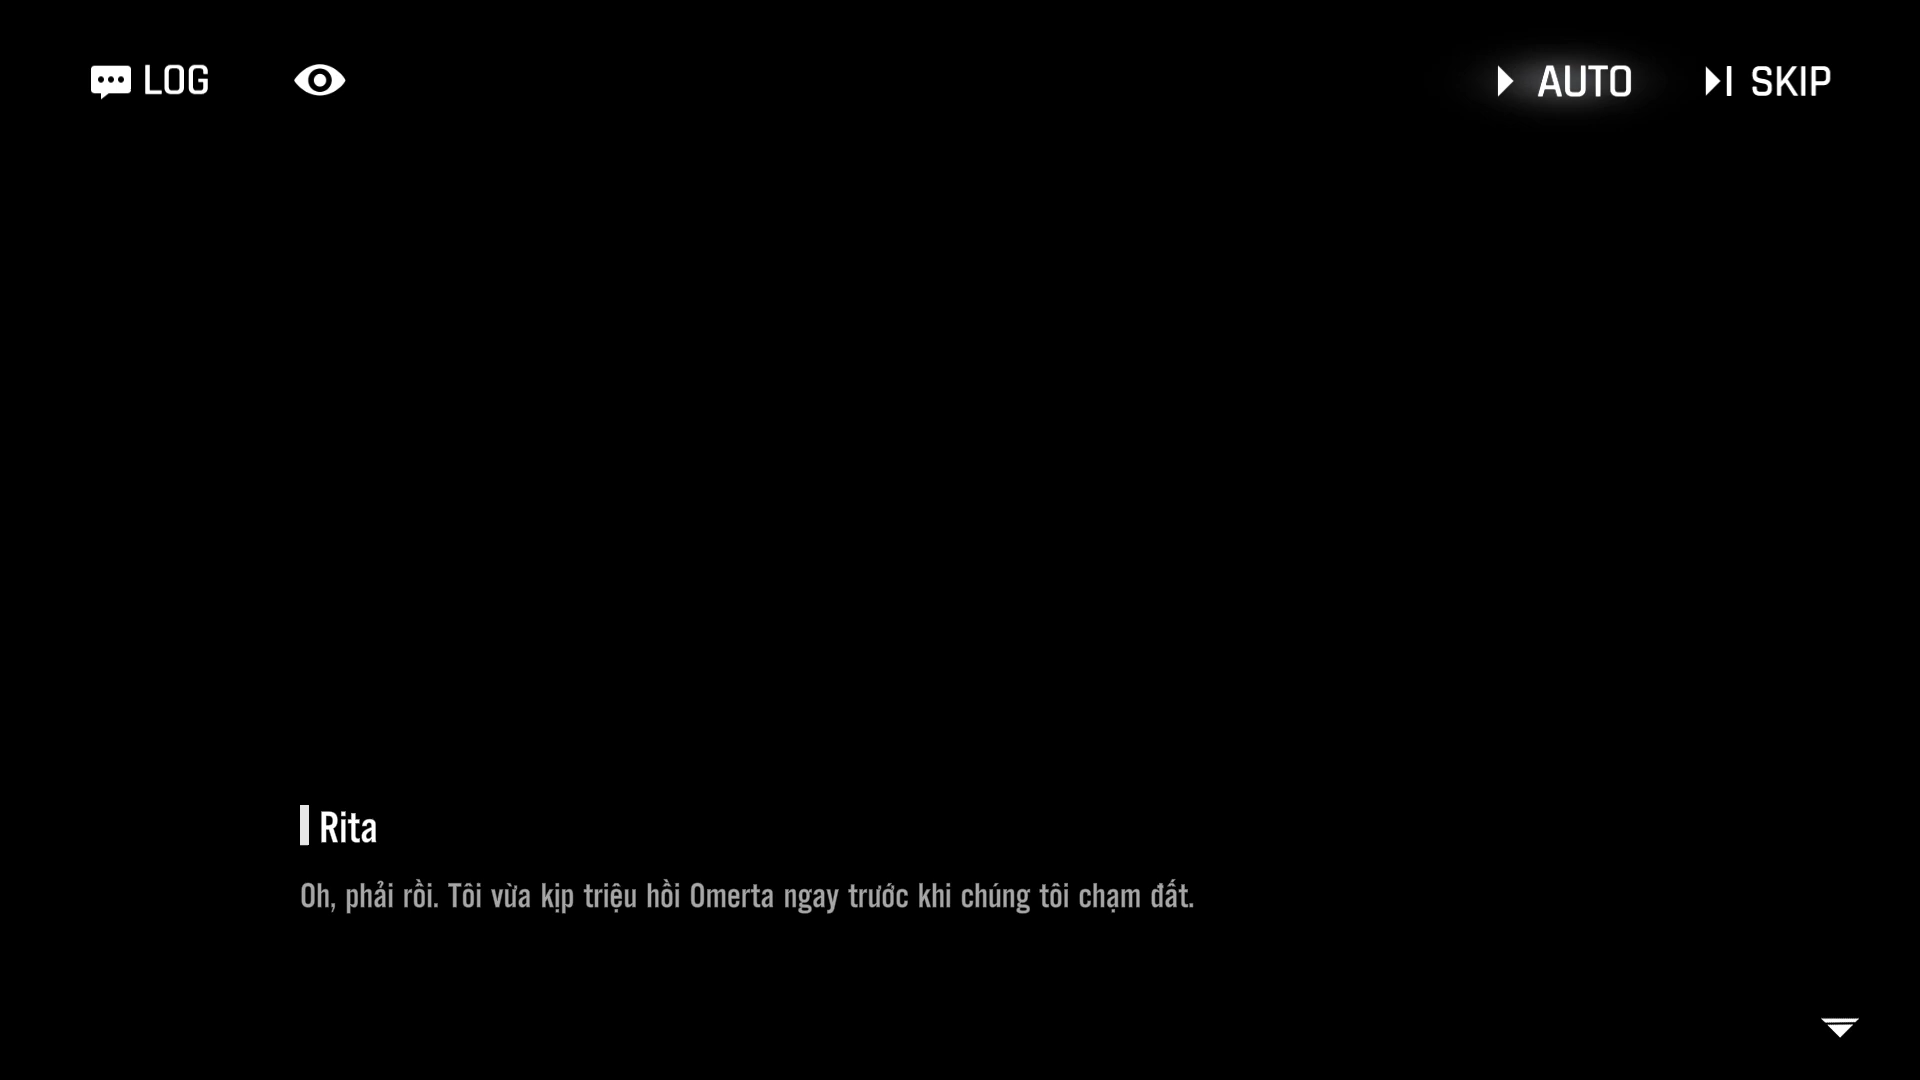 LOG
AUTO
SKIP
Rita
Oh, phải rồi. Tôi vừa kịp triệu hồi Omerta ngay trước khi chúng tôi chạm đất.